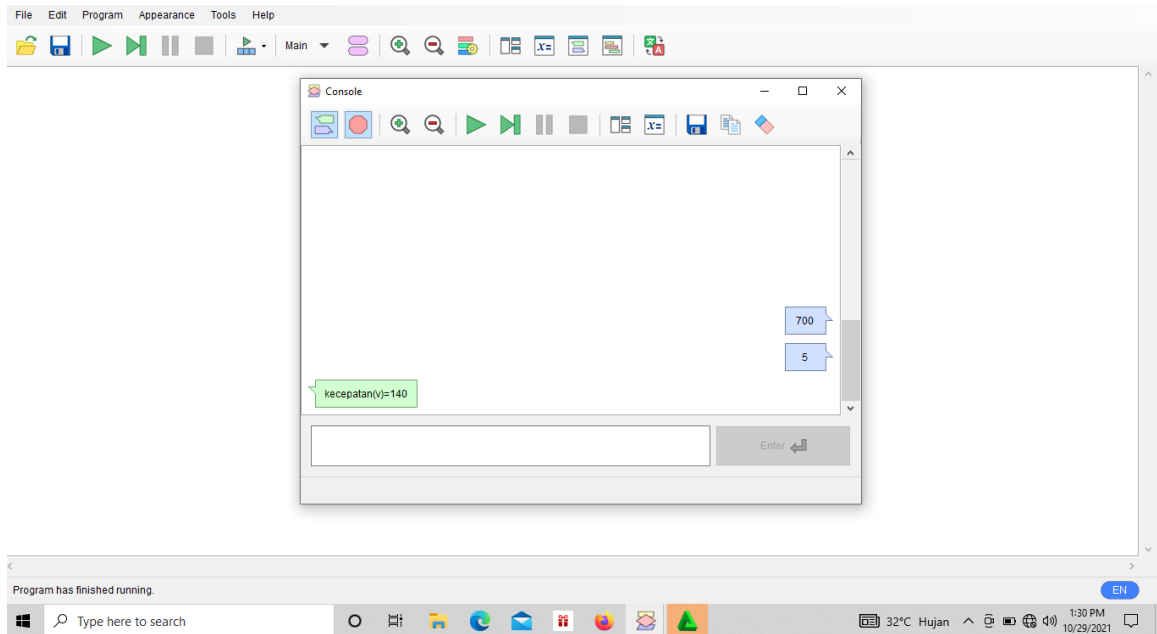 File Edit Program Appearance Tools Help
Main
x=
Console
x=
700
5
kecepatan(v)=140
Enter
Program has finished running.
EN
Type here to search
32°C Hujan
1:30 PM
10/29/2021